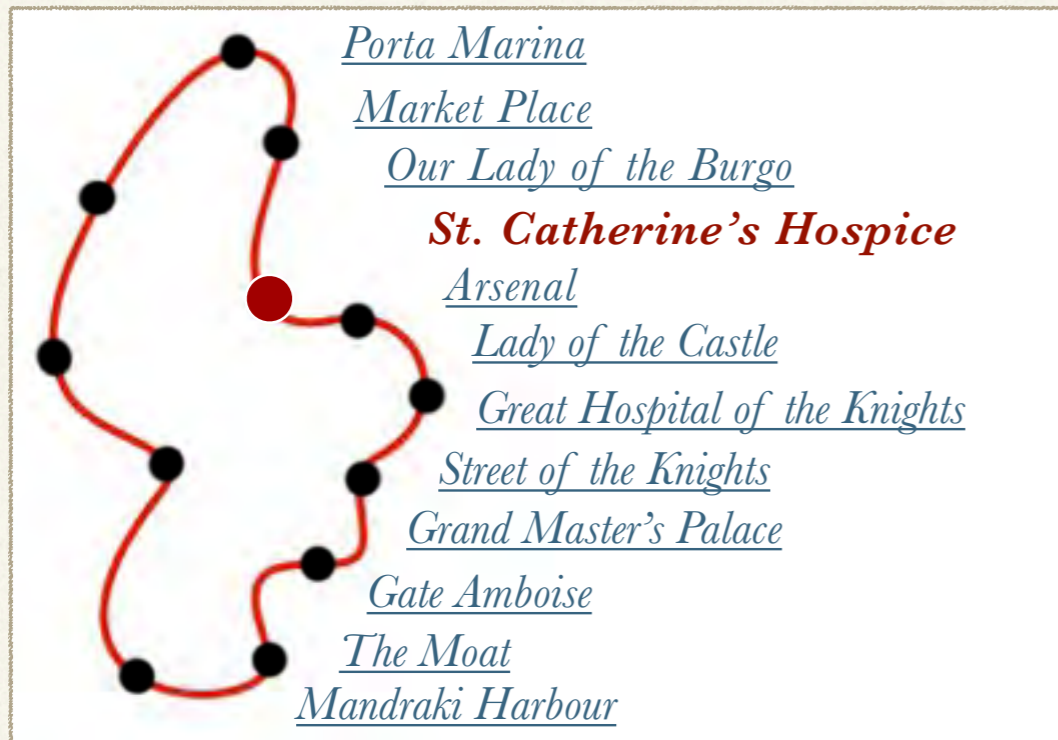 Porta Marina
Market Place
Our Lady of the Burgo
St. Catherine’s Hospice
Arsenal
Lady of the Castle
Great Hospital of the Knights
Street of the Knights
Grand Master’s Palace
Gate Amboise
The Moat
Mandraki Harbour